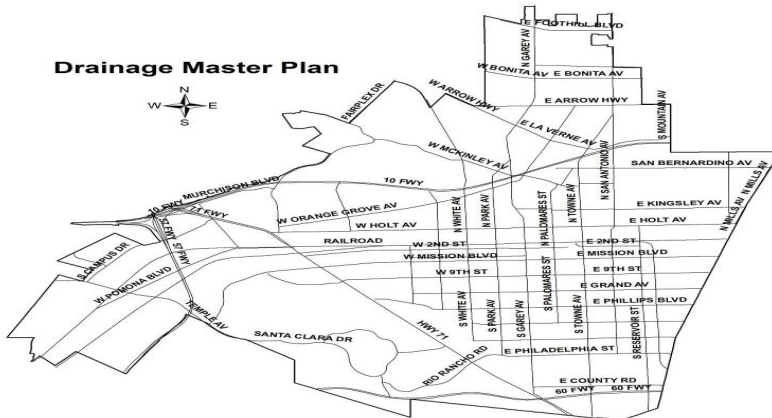 E FOOTHILL BLVD
N GAREY AV
Drainage Master Plan
W BONITA AV
E BONITA AV
N
W E
S
FAIRPLEX DR
W ARROW HWY
E ARROW HWY
S MOUNTAIN AV
E LA VERNE AV
W MCKINLEY AV
SAN BERNARDINO AV
N SAN ANTONIO AV
10 FWY
MURCHISON BLVD
10 FWY
N MILLS AV
N MILLS AV
71 FWY
W ORANGE GROVE AV
N WHITE AV
N PARK AV
N PALOMARES ST
N TOWNE AV
E KINGSLEY AV
W HOLT AV
E HOLT AV
57 FWY
57 FWY
RAILROAD
W 2ND ST
E 2ND ST
S CAMPUS DR
W MISSION BLVD
E MISSION BLVD
W POMONA BLVD
W 9TH ST
E 9TH ST
S PALOMARES ST
E GRAND AV
E PHILLIPS BLVD
TEMPLE AV
S WHITE AV
S PARK AV
S GAREY AV
S TOWNE AV
S RESERVOIR ST
SANTA CLARA DR
HWY 71
E PHILADELPHIA ST
RIO RANCHO RD
E COUNTY RD
60 FWY
60 FWY